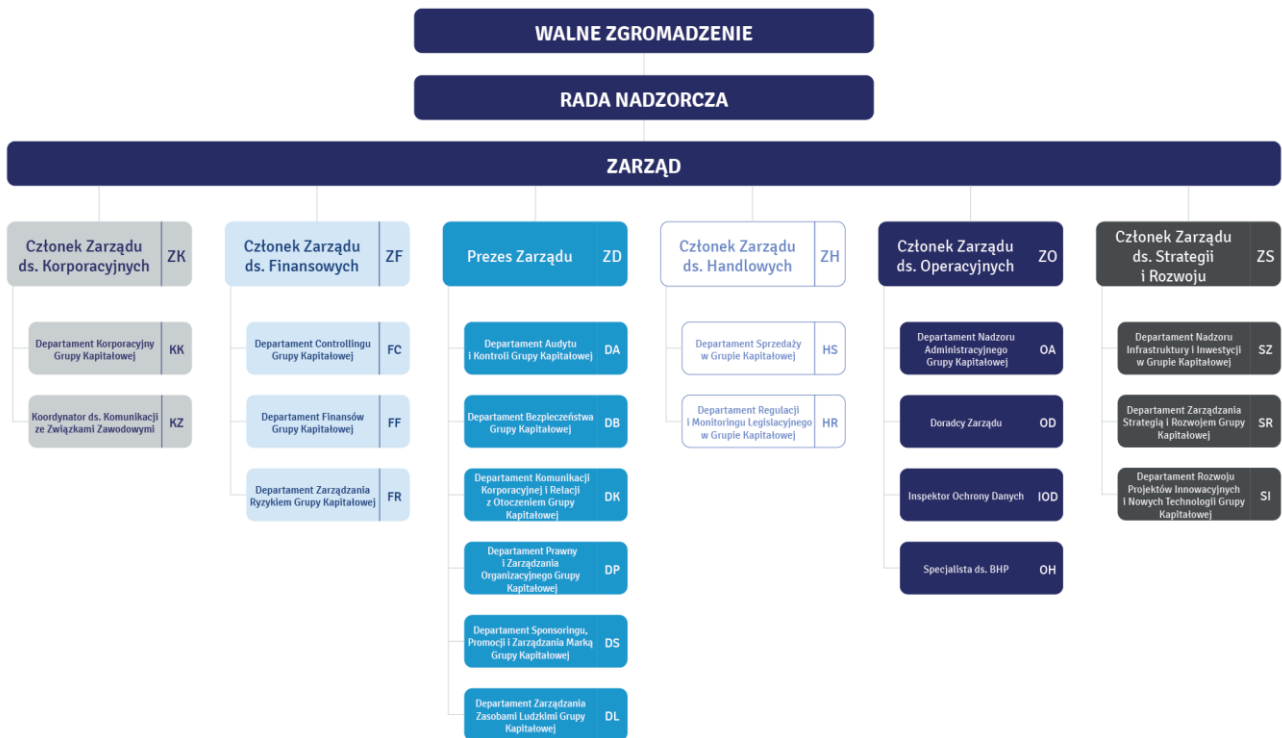 WALNE ZGROMADZENIE
RADA NADZORCZA
ZARZĄD
Członek Zarządu
ds. Korporacyjnych
ZK
Departament Korporacyjny
Grupy Kapitałowej
KK
Koordynator ds. Komunikacji
ze Związkami Zawodowymi
KZ
Członek Zarządu
ds. Finansowych
ZF
Departament Controllingu
Grupy Kapitałowej
FC
Departament Finansów
Grupy Kapitałowej
FF
Departament Zarządzania
Ryzykiem Grupy Kapitałowej
FR
Prezes Zarządu
ZD
Departament Audytu
i Kontroli Grupy Kapitałowej
DA
Departament Bezpieczeństwa
Grupy Kapitałowej
DB
Departament Komunikacji
Korporacyjnej i Relacji
z Otoczeniem Grupy
Kapitałowej
DK
Departament Prawny
i Zarządzania
Organizacyjnego Grupy
Kapitałowej
DP
Departament Sponsoringu,
Promocji i Zarządzania Marką
Grupy Kapitałowej
DS
Departament Zarządzania
Zasobami Ludzkimi Grupy
Kapitałowej
DL
Członek Zarządu
ds. Handlowych
ZH
Departament Sprzedaży
w Grupie Kapitałowej
HS
Departament Regulacji
i Monitoringu Legislacyjnego
w Grupie Kapitałowej
HR
Członek Zarządu
ds. Operacyjnych
ZO
Departament Nadzoru
Administracyjnego
Grupy Kapitałowej
OA
Doradcy Zarządu
OD
Inspektor Ochrony Danych
IOD
Specjalista ds. BHP
OH
Członek Zarządu
ds. Strategii
i Rozwoju
ZS
Departament Nadzoru
Infrastruktury i Inwestycji
w Grupie Kapitałowej
SZ
Departament Zarządzania
Strategią i Rozwojem Grupy
Kapitałowej
SR
Departament Rozwoju
Projektów Innowacyjnych
i Nowych Technologii Grupy
Kapitałowej
SI